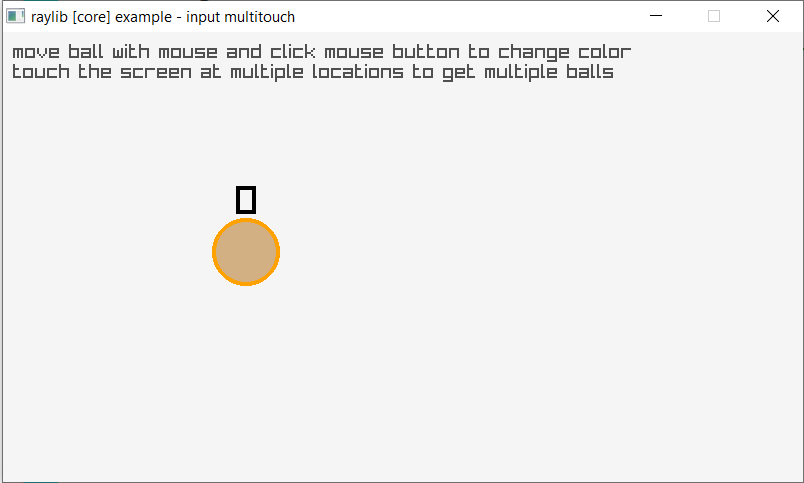 raylib [core] example - input multitouch
move ball with mouse and click mouse button to change color
touch the screen at multiple locations to get multiple balls
0